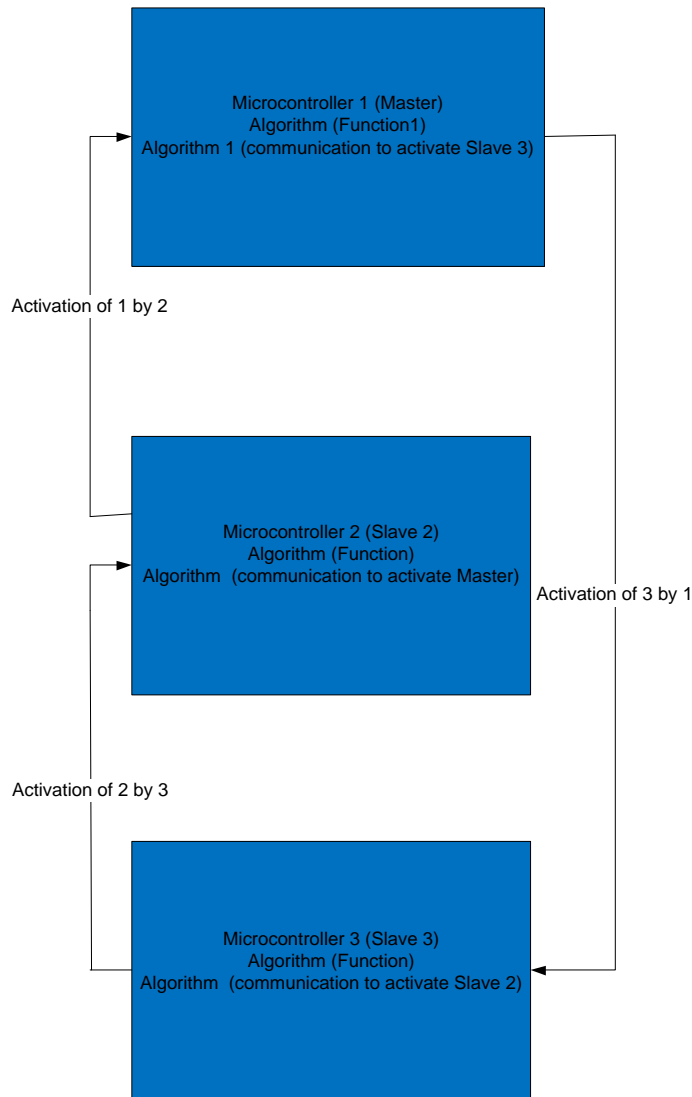 Microcontroller 1 (Master)
Algorithm (Function1)
Algorithm 1 (communication to activate Slave 3)
Activation of 1 by 2
Microcontroller 2 (Slave 2)
Algorithm (Function)
Algorithm  (communication to activate Master)
Activation of 3 by 1
Activation of 2 by 3
Microcontroller 3 (Slave 3)
Algorithm (Function)
Algorithm  (communication to activate Slave 2)